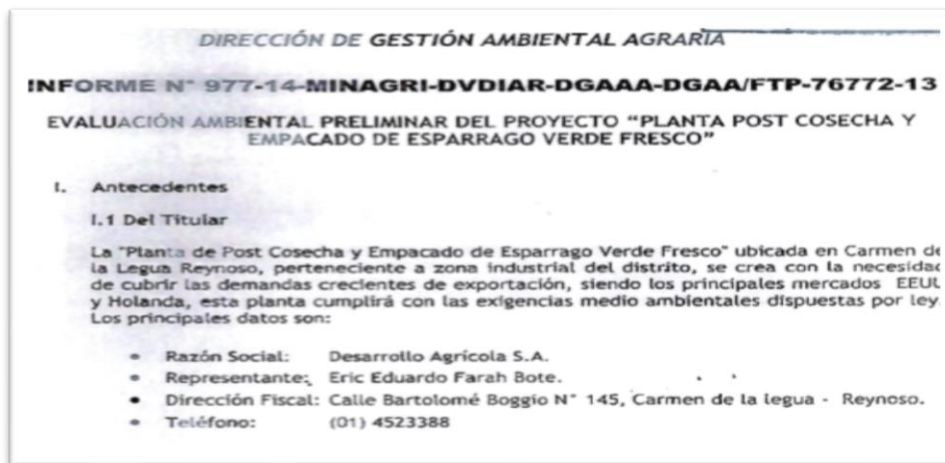 DIRECCIÓN DE GESTIÓN AMBIENTAL AGRARIA
INFORME N° 977-14-MINAGRI-DVDIAR-DGAAA-DGAA/FTP-76772-13
EVALUACIÓN AMBIENTAL PRELIMINAR DEL PROYECTO "PLANTA POST COSECHA Y
EMPACADO DE ESPARRAGO VERDE FRESCO"
I. Antecedentes
I.1 Del Titular
La "Planta de Post Cosecha y Empacado de Esparrago Verde Fresco" ubicada en Carmen de
la Legua Reynoso, perteneciente a zona industrial del distrito, se crea con la necesidad
de cubrir las demandas crecientes de exportación, siendo los principales mercados EEUU
y Holanda, esta planta cumplirá con las exigencias medio ambientales dispuestas por ley
Los principales datos son:
• Razón Social: Desarrollo Agrícola S.A.
• Representante: Eric Eduardo Farah Bote.
• Dirección Fiscal: Calle Bartolomé Boggio N° 145, Carmen de la legua - Reynoso.
• Teléfono: (01) 4523388